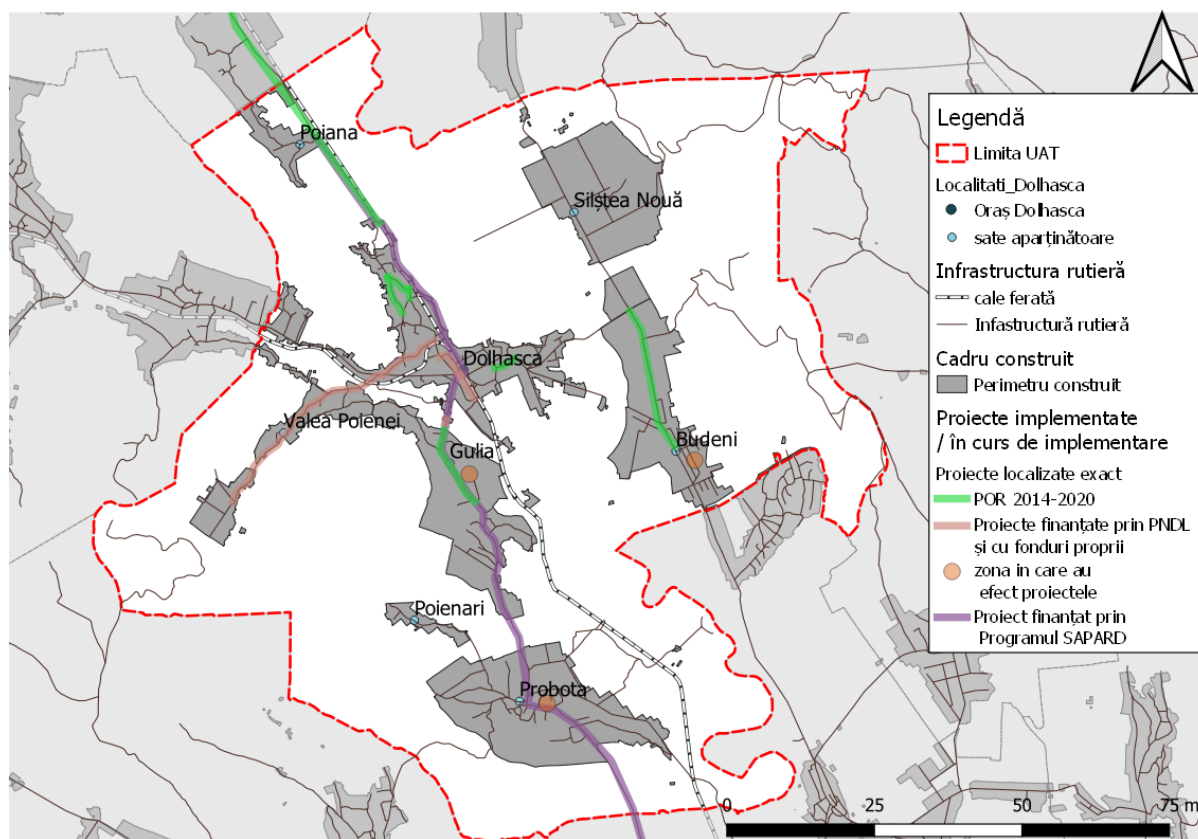 Poiana
Silștea Nouă
Dolhasca
Valea Poienei
Gulia
Budeni
Poienari
Probota
Legendă
Limita UAT
Localitati_Dolhasca
Oraș Dolhasca
sate aparținătoare
Infrastructura rutieră
cale ferată
Infastructură rutieră
Cadru construit
Perimetru construit
Proiecte implementate
/ în curs de implementare
Proiecte localizate exact
POR 2014-2020
Proiecte finanțate prin PNDL
și cu fonduri proprii
zona in care au
efect proiectele
Proiect finanțat prin
Programul SAPARD
0 25 50 75 m